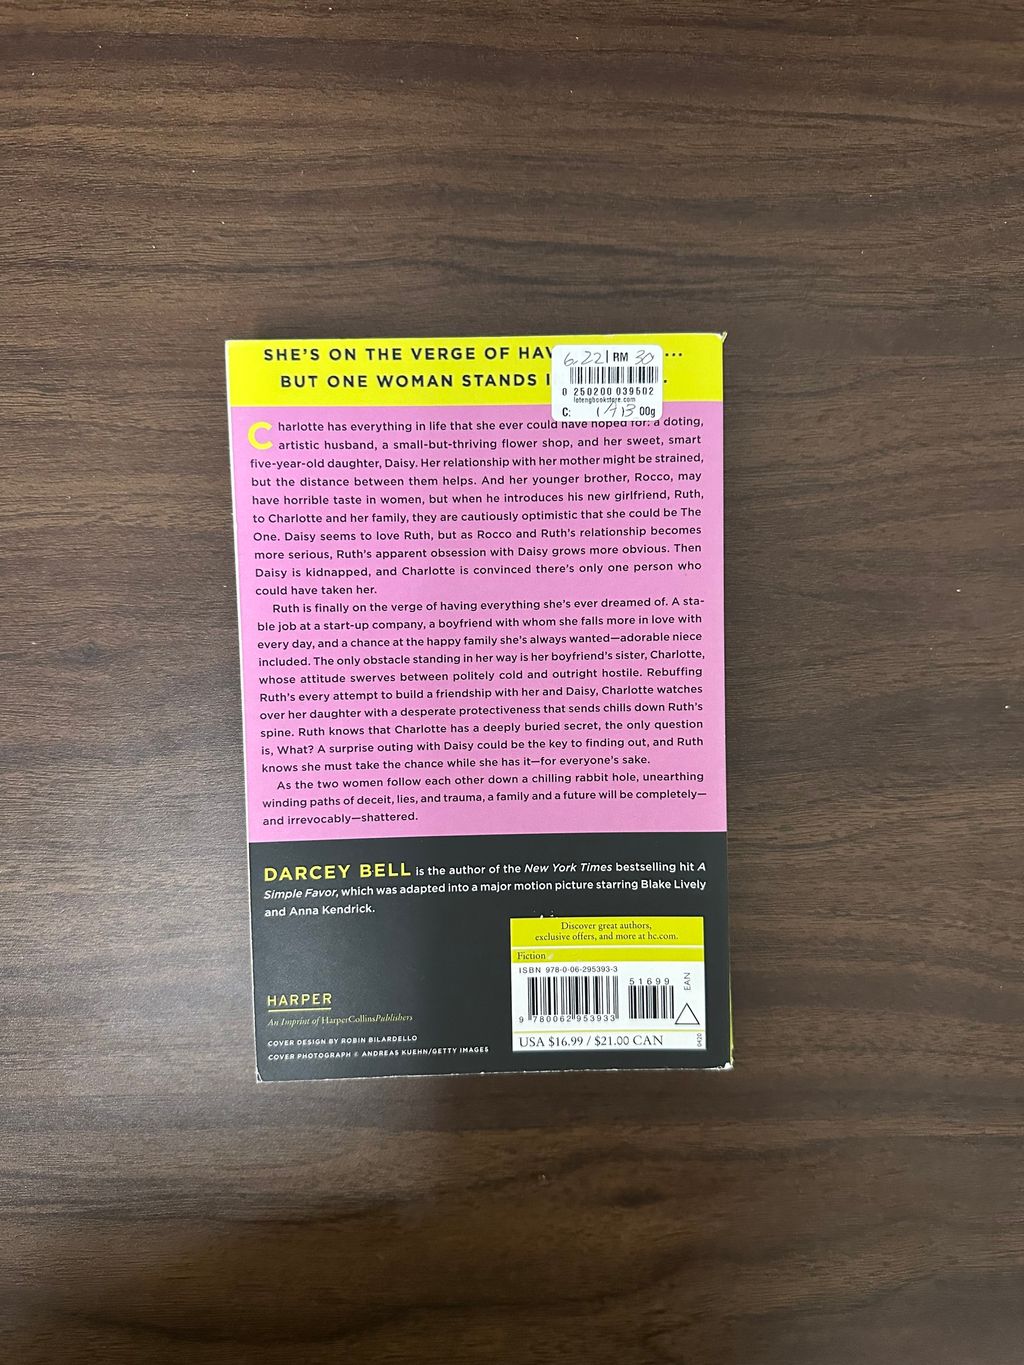 SHE'S ON THE VERGE OF ...
BUT ONE WOMAN STANDS
6.22 RM 30
0 250200 039502
lotengbookstore.com
C: 00g
Charlotte has everything in life that she ever could have hoped for: a doting,
artistic husband, a small-but-thriving flower shop, and her sweet, smart
five-year-old daughter, Daisy. Her relationship with her mother might be strained,
but the distance between them helps. And her younger brother, Rocco, may
have horrible taste in women, but when he introduces his new girlfriend, Ruth,
to Charlotte and her family, they are cautiously optimistic that she could be The
One. Daisy seems to love Ruth, but as Rocco and Ruth's relationship becomes
more serious, Ruth's apparent obsession with Daisy grows more obvious. Then
Daisy is kidnapped, and Charlotte is convinced there's only one person who
could have taken her.
Ruth is finally on the verge of having everything she's ever dreamed of. A sta-
ble job at a start-up company, a boyfriend with whom she falls more in love with
every day, and a chance at the happy family she's always wanted—adorable niece
included. The only obstacle standing in her way is her boyfriend's sister, Charlotte,
whose attitude swerves between politely cold and outright hostile. Rebuffing
Ruth's every attempt to build a friendship with her and Daisy, Charlotte watches
over her daughter with a desperate protectiveness that sends chills down Ruth's
spine. Ruth knows that Charlotte has a deeply buried secret, the only question
is, What? A surprise outing with Daisy could be the key to finding out, and Ruth
knows she must take the chance while she has it—for everyone's sake.
As the two women follow each other down a chilling rabbit hole, unearthing
winding paths of deceit, lies, and trauma, a family and a future will be completely—
and irrevocably—shattered.
DARCEY BELL is the author of the New York Times bestselling hit A
Simple Favor, which was adapted into a major motion picture starring Blake Lively
and Anna Kendrick.
HARPER
An Imprint of HarperCollinsPublishers
COVER DESIGN BY ROBIN BILARDELLO
COVER PHOTOGRAPH © ANDREAS KUEHN/GETTY IMAGES
Discover great authors,
exclusive offers, and more at hc.com.
Fiction
ISBN 978-0-06-295393-3
51699
EAN
9 780062 953933
USA $16.99 / $21.00 CAN
0420